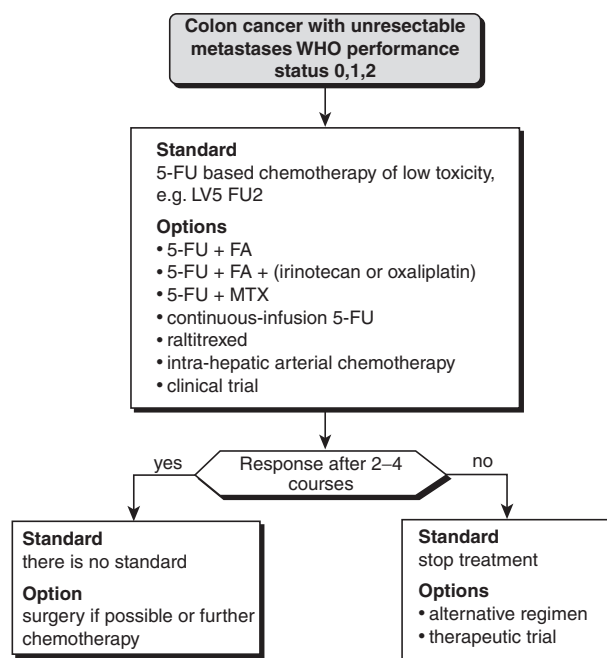 Colon cancer with unresectable
metastases WHO performance
status 0,1,2
Standard
5-FU based chemotherapy of low toxicity,
e.g. LV5 FU2
Options
• 5-FU + FA
• 5-FU + FA + (irinotecan or oxaliplatin)
• 5-FU + MTX
• continuous-infusion 5-FU
• raltitrexed
• intra-hepatic arterial chemotherapy
• clinical trial
yes
Response after 2–4
courses
no
Standard
there is no standard
Option
surgery if possible or further
chemotherapy
Standard
stop treatment
Options
• alternative regimen
• therapeutic trial